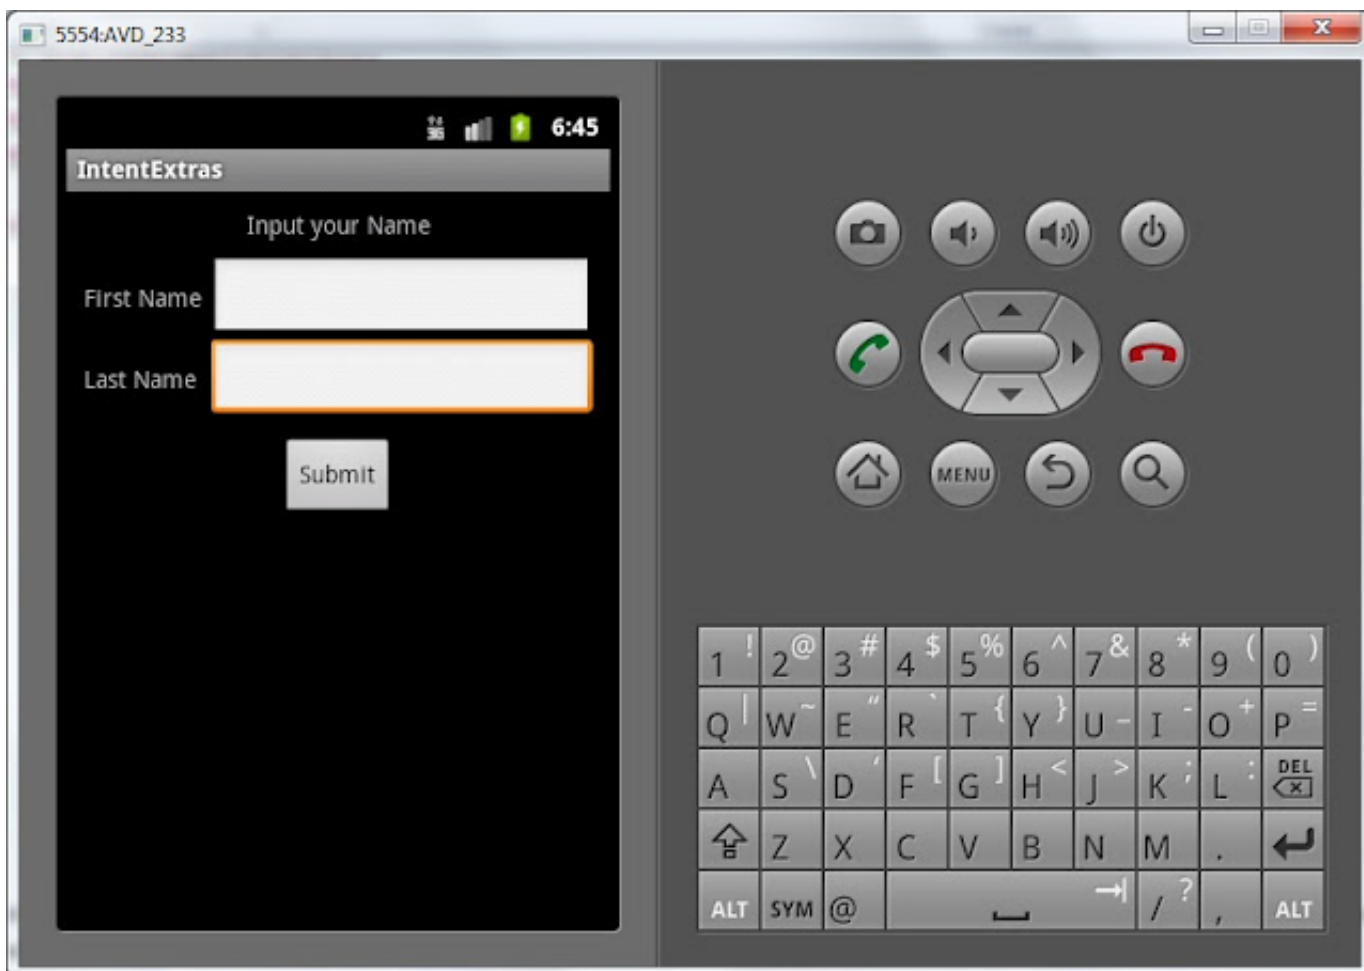 5554:AVD_233
3G 6:45
IntentExtras
Input your Name
First Name
Last Name
Submit
MENU
1 ! 2 @ 3 # 4 $ 5 % 6 ^ 7 & 8 * 9 ( 0 )
Q | W ~ E " R ` T { Y } U _ I - O + P =
A S \ D ' F [ G ] H < J > K ; L : DEL
Z X C V B N M .
ALT SYM @ / ? , ALT